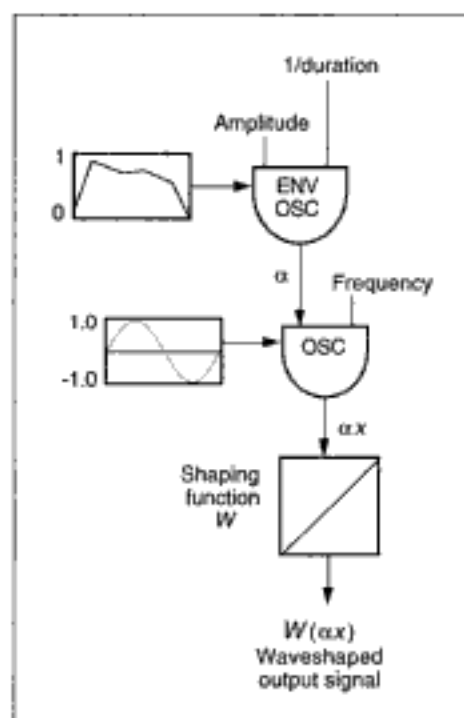 1/duration
Amplitude
1
0
ENV
OSC
α
Frequency
1.0
-1.0
OSC
αx
Shaping
function
W
W(αx)
Waveshaped
output signal